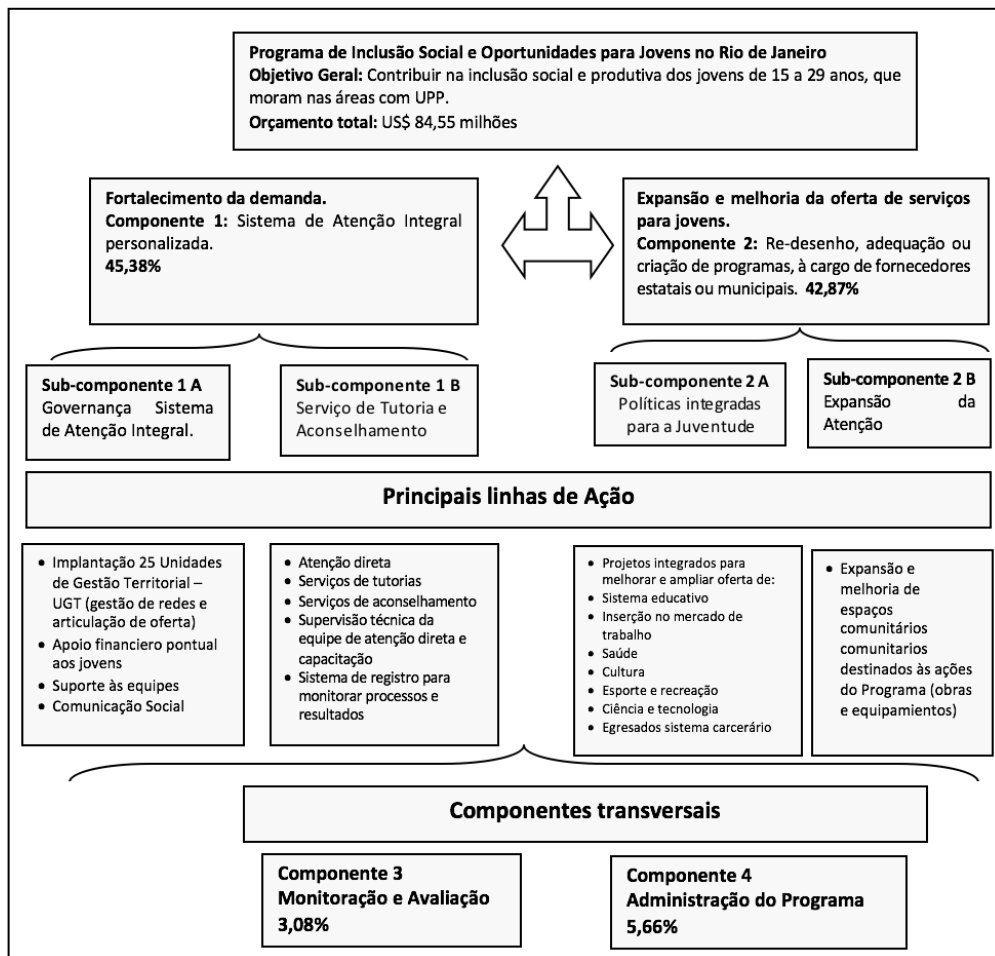 Programa de Inclusão Social e Oportunidades para Jovens no Rio de Janeiro
Objetivo Geral: Contribuir na inclusão social e produtiva dos jovens de 15 a 29 anos, que
moram nas áreas com UPP.
Orçamento total: US$ 84,55 milhões
Fortalecimento da demanda.
Componente 1: Sistema de Atenção Integral
personalizada.
45,38%
Expansão e melhoria da oferta de serviços
para jovens.
Componente 2: Re-desenho, adequação ou
criação de programas, à cargo de fornecedores
estatais ou municipais. 42,87%
Sub-componente 1 A
Governança Sistema
de Atenção Integral.
Sub-componente 1 B
Serviço de Tutoria e
Aconselhamento
Sub-componente 2 A
Políticas integradas
para a Juventude
Sub-componente 2 B
Expansão da
Atenção
Principais linhas de Ação
• Implantação 25 Unidades
de Gestão Territorial –
UGT (gestão de redes e
articulação de oferta)
• Apoio financiero pontual
aos jovens
• Suporte às equipes
• Comunicação Social
• Atenção direta
• Serviços de tutorias
• Serviços de aconselhamento
• Supervisão técnica da
equipe de atenção direta e
capacitação
• Sistema de registro para
monitorar processos e
resultados
• Projetos integrados para
melhorar e ampliar oferta de:
• Sistema educativo
• Inserção no mercado de
trabalho
• Saúde
• Cultura
• Esporte e recreação
• Ciência e tecnologia
• Egresados sistema carcerário
• Expansão e
melhoria de
espaços
comunitários
comunitarios
destinados às ações
do Programa (obras
e equipamientos)
Componentes transversais
Componente 3
Monitoração e Avaliação
3,08%
Componente 4
Administração do Programa
5,66%